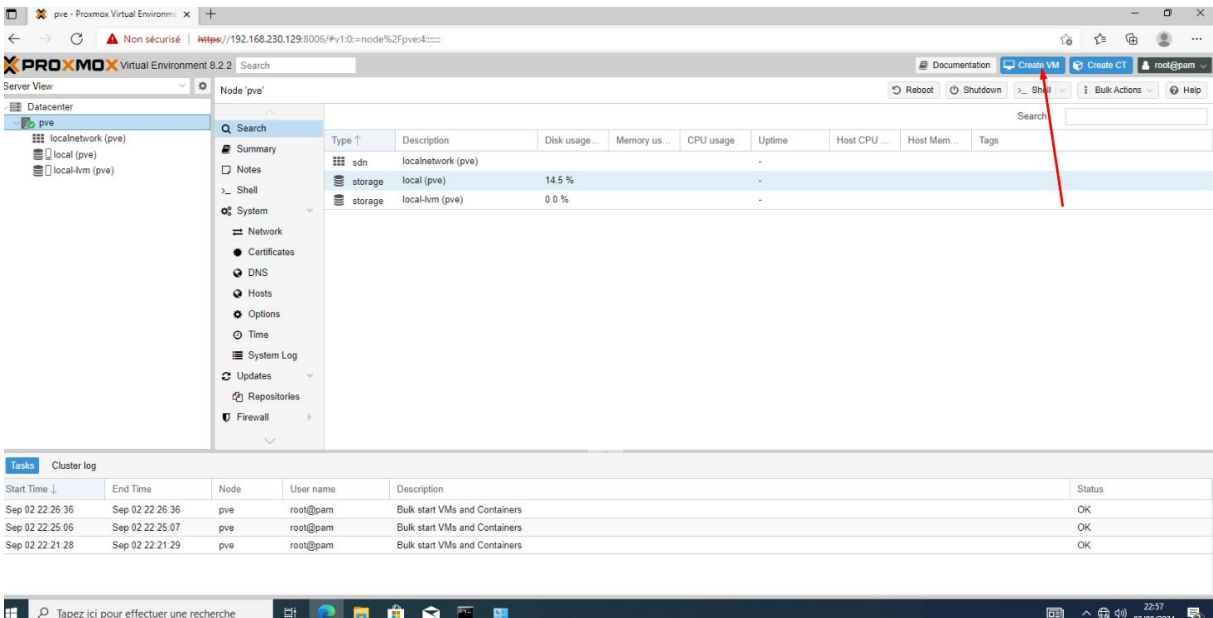 pve - Proxmox Virtual Environme
Non sécurisé | https://192.168.230.129:8006/#v1:0:=node%2Fpve:4:::::::
PROXMOX Virtual Environment 8.2.2 Search Documentation Create VM Create CT root@pam
Server View Node 'pve' Reboot Shutdown >_ Shell Bulk Actions Help
Datacenter Search:
pve
localnetwork (pve)
local (pve)
local-lvm (pve)
Search
Summary
Notes
>_ Shell
System
Network
Certificates
DNS
Hosts
Options
Time
System Log
Updates
Repositories
Firewall
Type ↑ Description Disk usage... Memory us... CPU usage Uptime Host CPU ... Host Mem... Tags
sdn localnetwork (pve) -
storage local (pve) 14.5 % -
storage local-lvm (pve) 0.0 % -
Tasks Cluster log
Start Time ↓ End Time Node User name Description Status
Sep 02 22:26:36 Sep 02 22:26:36 pve root@pam Bulk start VMs and Containers OK
Sep 02 22:25:06 Sep 02 22:25:07 pve root@pam Bulk start VMs and Containers OK
Sep 02 22:21:28 Sep 02 22:21:29 pve root@pam Bulk start VMs and Containers OK
Tapez ici pour effectuer une recherche 22:57